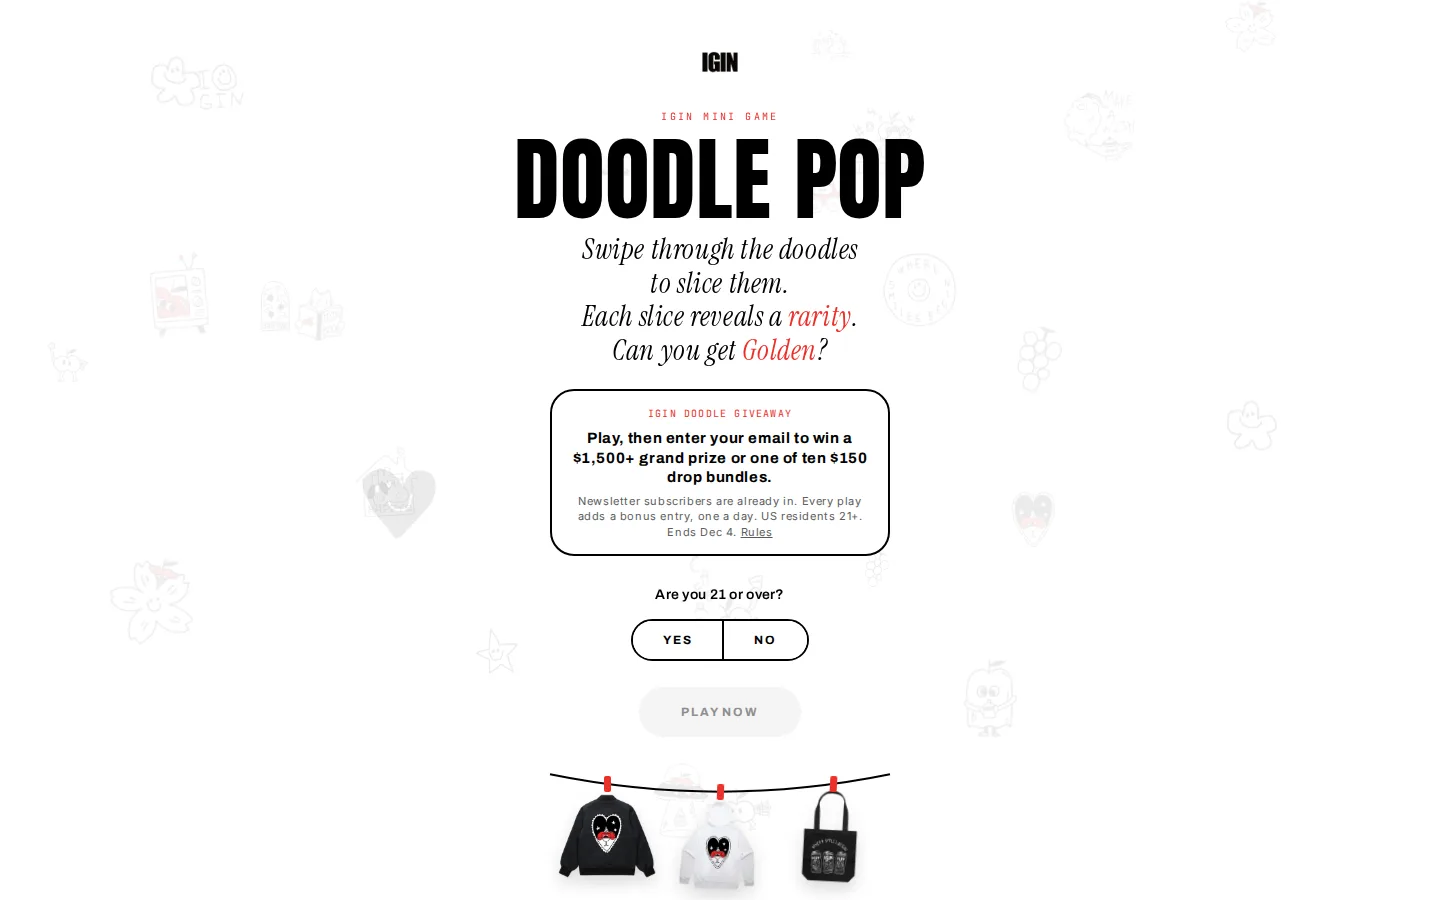 IGIN
IGIN MINI GAME
DOODLE POP
Swipe through the doodles
to slice them.
Each slice reveals a rarity.
Can you get Golden?
IGIN DOODLE GIVEAWAY
Play, then enter your email to win a
$1,500+ grand prize or one of ten $150
drop bundles.
Newsletter subscribers are already in. Every play
adds a bonus entry, one a day. US residents 21+.
Ends Dec 4. Rules
Are you 21 or over?
YES
NO
PLAY NOW